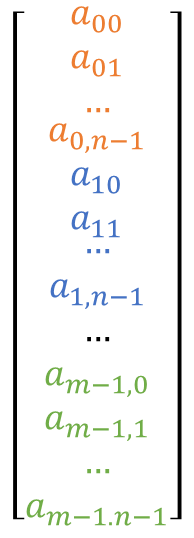 a₀₀
a₀₁
...
a₀,ₙ₋₁
a₁₀
a₁₁
...
a₁,ₙ₋₁
...
aₘ₋₁,₀
aₘ₋₁,₁
...
aₘ₋₁.ₙ₋₁